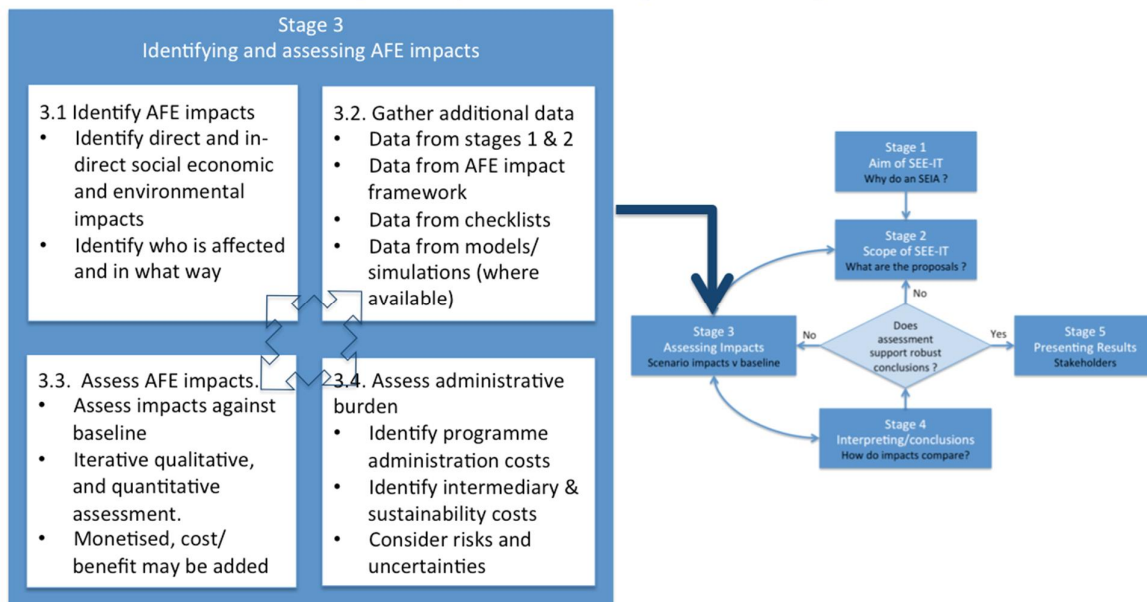 Stage 3
Identifying and assessing AFE impacts
3.1 Identify AFE impacts
• Identify direct and in-
direct social economic
and environmental
impacts
• Identify who is affected
and in what way
3.2. Gather additional data
• Data from stages 1 & 2
• Data from AFE impact
framework
• Data from checklists
• Data from models/
simulations (where
available)
3.3. Assess AFE impacts.
• Assess impacts against
baseline
• Iterative qualitative,
and quantitative
assessment.
• Monetised, cost/
benefit may be added
3.4. Assess administrative
burden
• Identify programme
administration costs
• Identify intermediary &
sustainability costs
• Consider risks and
uncertainties
Stage 1
Aim of SEE-IT
Why do an SEIA ?
Stage 2
Scope of SEE-IT
What are the proposals ?
No
Stage 3
Assessing Impacts
Scenario impacts v baseline
No
Does
assessment
support robust
conclusions ?
Yes
Stage 5
Presenting Results
Stakeholders
Stage 4
Interpreting/conclusions
How do impacts compare?